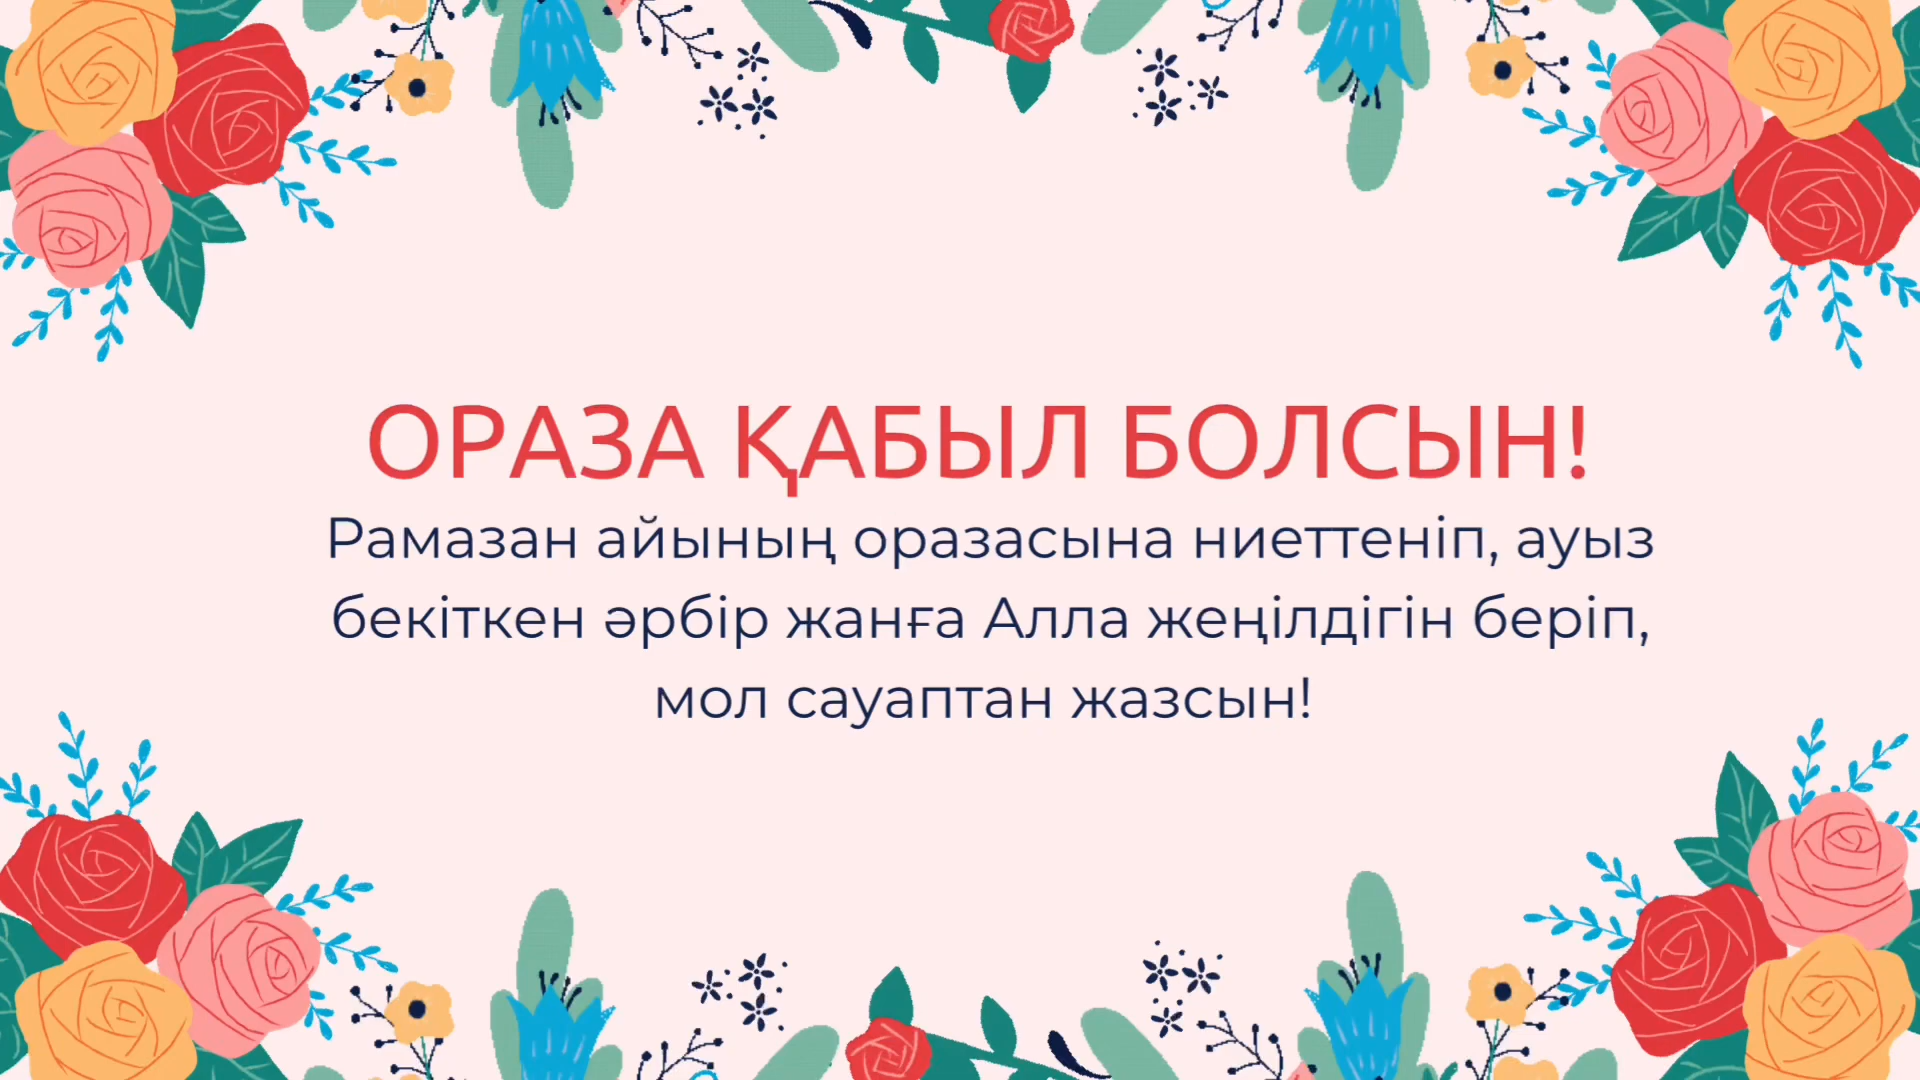 ОРАЗА ҚАБЫЛ БОЛСЫН!
Рамазан айының оразасына ниеттеніп, ауыз
бекіткен әрбір жанға Алла жеңілдігін беріп,
мол сауаптан жазсын!